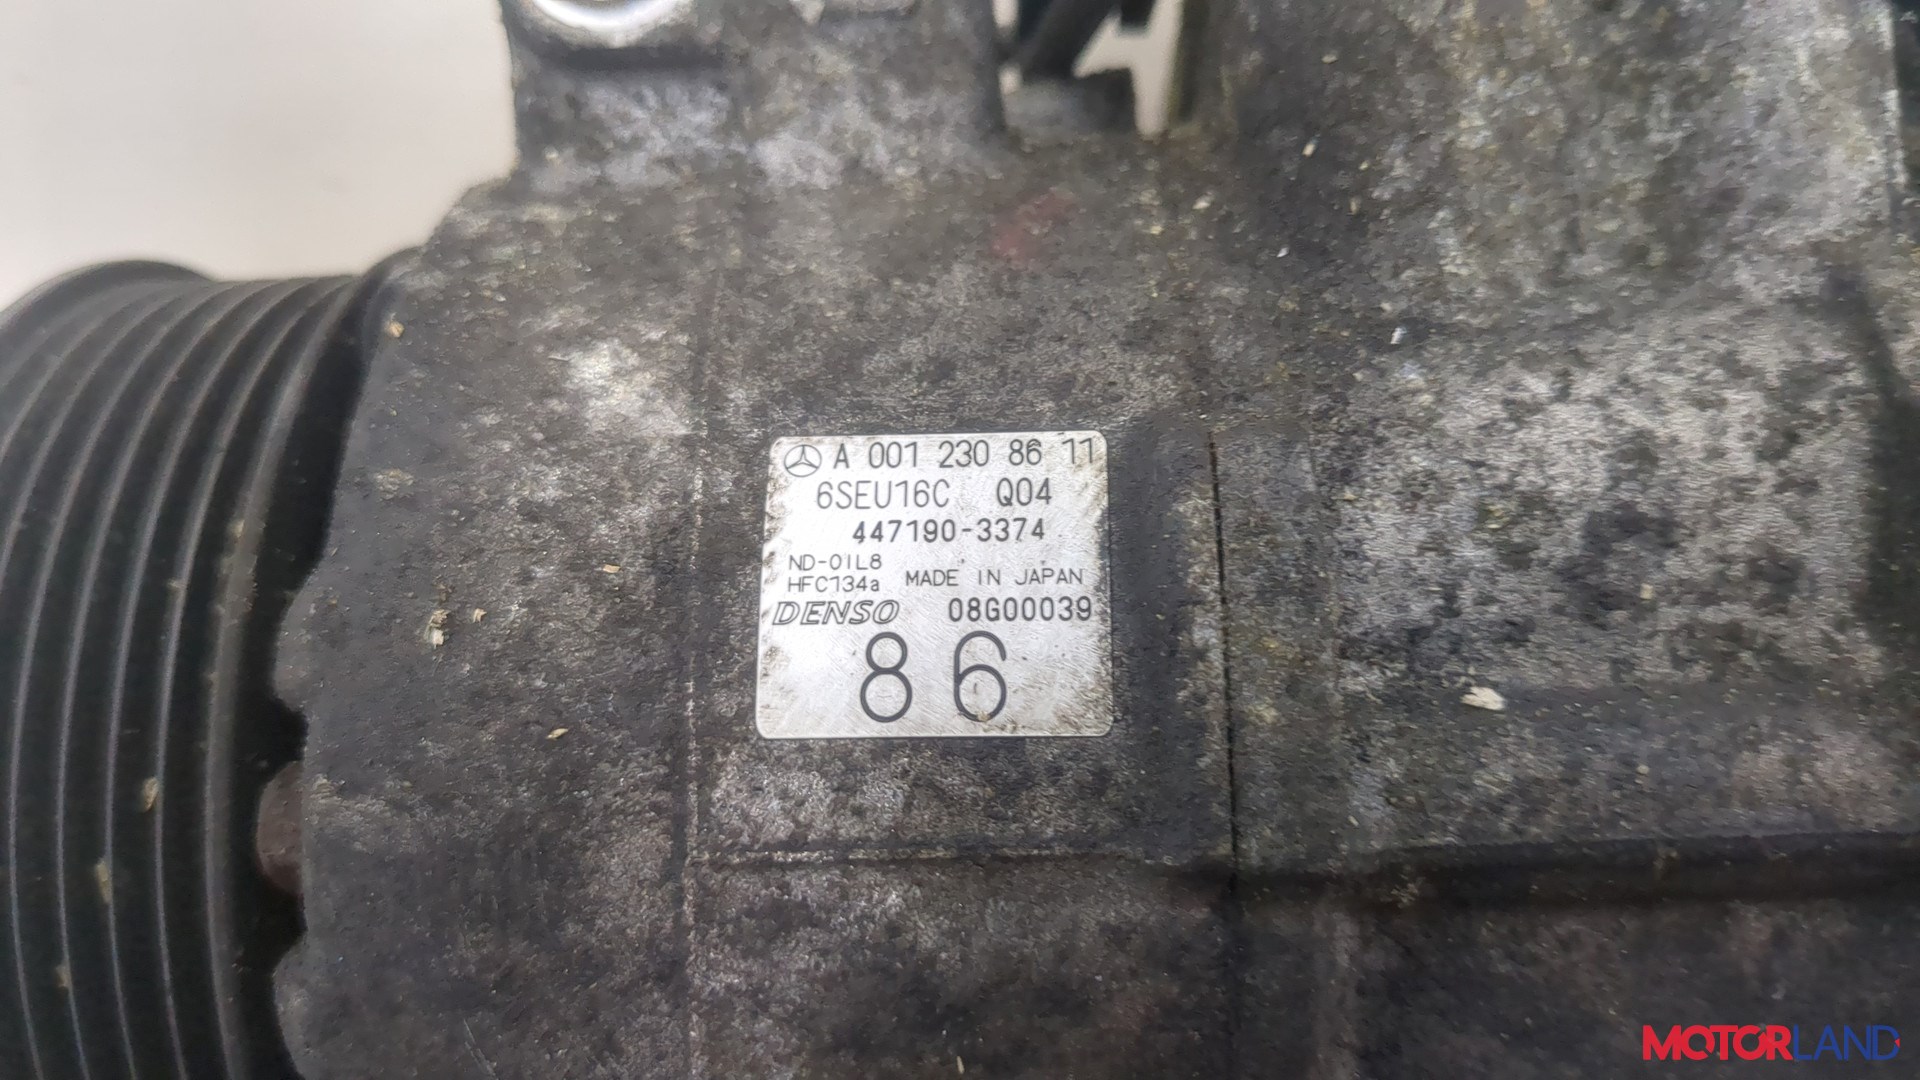 A 001 230 86 11
6SEU16C Q04
447190-3374
ND-OIL8
HFC134a MADE IN JAPAN
DENSO 08G00039
86
MOTORLAND